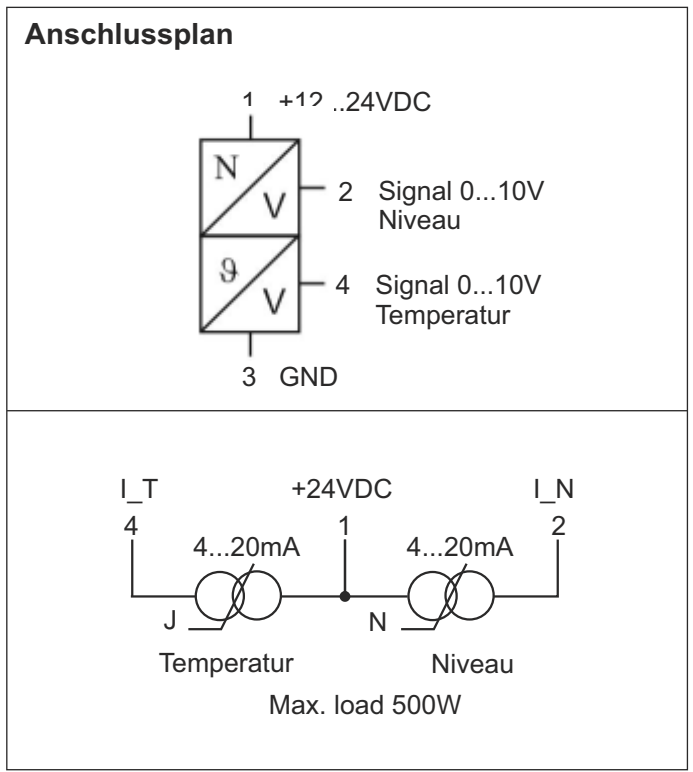 Anschlussplan
1 +12 ..24VDC
N
V
2 Signal 0...10V
Niveau
ϑ
V
4 Signal 0...10V
Temperatur
3 GND
I_T +24VDC I_N
4 1 2
4...20mA 4...20mA
J N
Temperatur Niveau
Max. load 500W